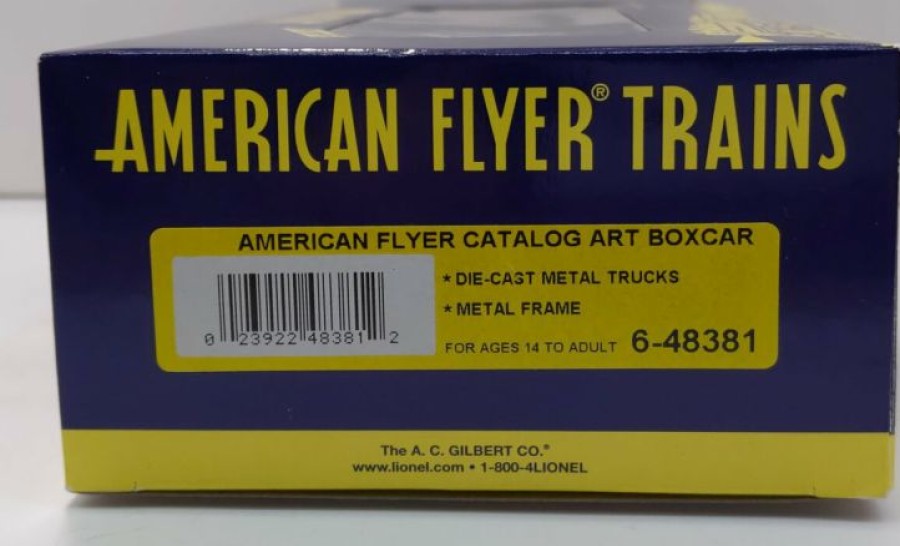 AMERICAN FLYER® TRAINS
AMERICAN FLYER CATALOG ART BOXCAR
* DIE-CAST METAL TRUCKS
* METAL FRAME
0 23922 48381 2
FOR AGES 14 TO ADULT 6-48381
The A. C. GILBERT CO.®
www.lionel.com • 1-800-4LIONEL